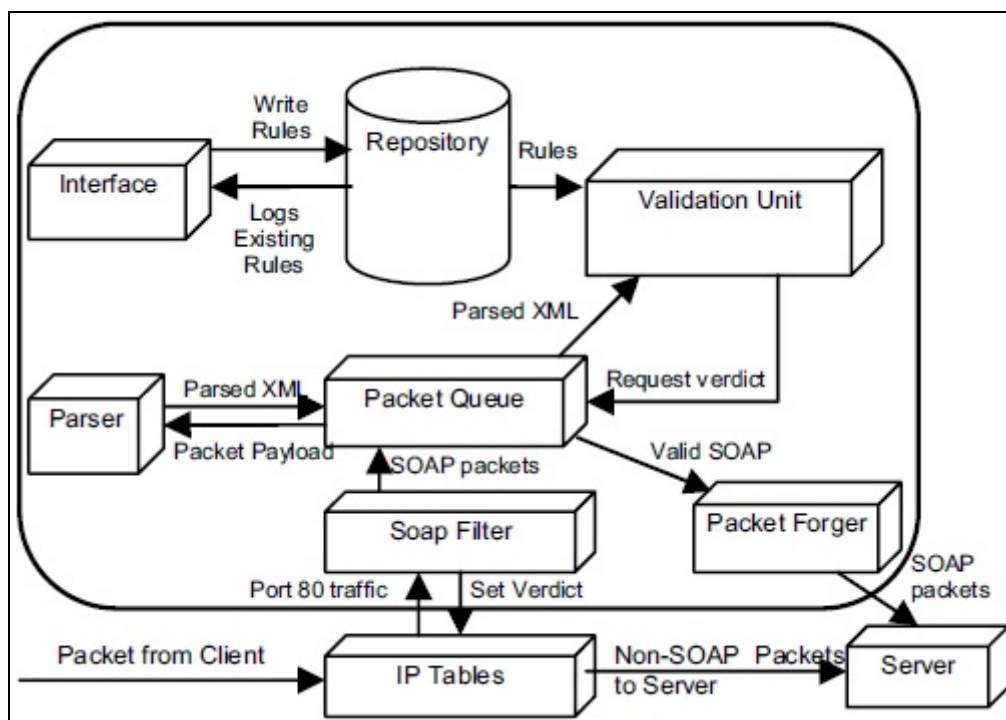 Write
Rules
Repository
Rules
Interface
Validation Unit
Logs
Existing
Rules
Parsed XML
Parsed XML
Packet Queue
Request verdict
Parser
Packet Payload
SOAP packets
Valid SOAP
Soap Filter
Packet Forger
Port 80 traffic
Set Verdict
SOAP
packets
Packet from Client
IP Tables
Non-SOAP Packets
to Server
Server